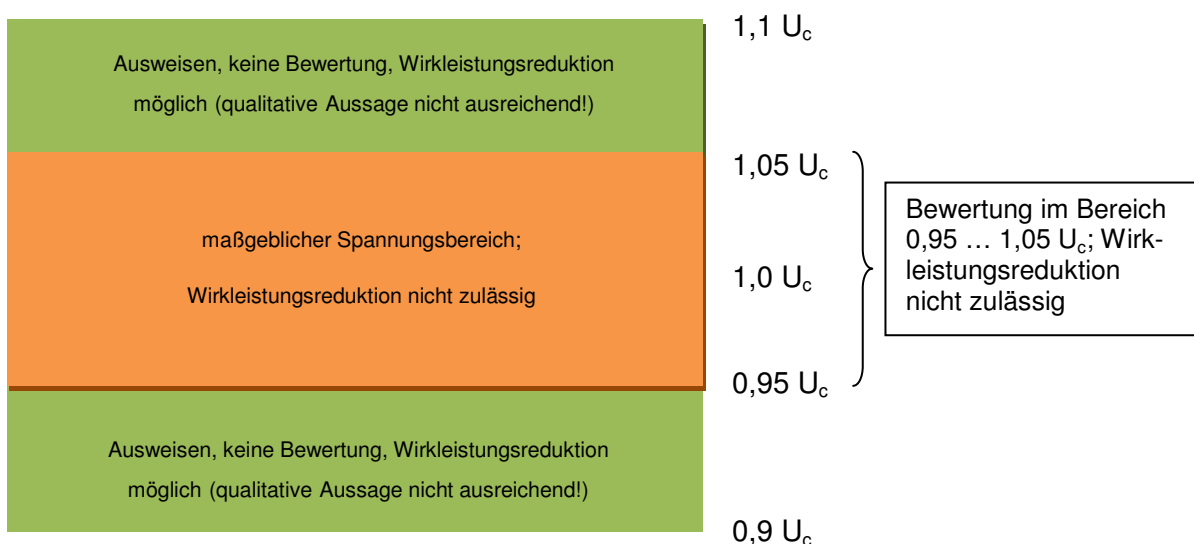 Ausweisen, keine Bewertung, Wirkleistungsreduktion
möglich (qualitative Aussage nicht ausreichend!)
maßgeblicher Spannungsbereich;
Wirkleistungsreduktion nicht zulässig
Ausweisen, keine Bewertung, Wirkleistungsreduktion
möglich (qualitative Aussage nicht ausreichend!)
1,1 Uc
1,05 Uc
1,0 Uc
0,95 Uc
0,9 Uc
Bewertung im Bereich
0,95 … 1,05 Uc; Wirk-
leistungsreduktion
nicht zulässig